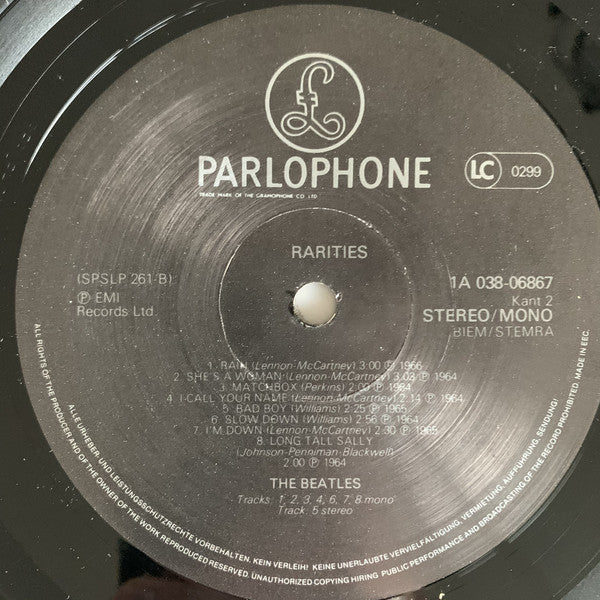 £
PARLOPHONE
TRADE MARK OF THE GRAMOPHONE CO. LTD
LC 0299
RARITIES
(SPSLP 261-B)
℗ EMI
Records Ltd.
1A 038-06867
Kant 2
STEREO/MONO
BIEM/STEMRA
1. RAIN (Lennon-McCartney) 3:00 ℗ 1966
2. SHE'S A WOMAN (Lennon-McCartney) 3:02 ℗ 1964
3. MATCHBOX (Perkins) 2:00 ℗ 1964
4. I CALL YOUR NAME (Lennon-McCartney) 2:14 ℗ 1964
5. BAD BOY (Williams) 2:25 ℗ 1965
6. SLOW DOWN (Williams) 2:56 ℗ 1964
7. I'M DOWN (Lennon-McCartney) 2:30 ℗ 1965
8. LONG TALL SALLY
(Johnson-Penniman-Blackwell)
2:00 ℗ 1964
THE BEATLES
Tracks: 1, 2, 3, 4, 6, 7, 8 mono
Track: 5 stereo
ALL RIGHTS OF THE PRODUCER AND OF THE OWNER OF THE WORK REPRODUCED RESERVED. UNAUTHORIZED COPYING HIRING PUBLIC PERFORMANCE AND BROADCASTING OF THE RECORD PROHIBITED. MADE IN EEC.
ALLE URHEBER- UND LEISTUNGSSCHUTZRECHTE VORBEHALTEN. KEIN VERLEIH! KEINE UNERLAUBTE VERVIELFÄLTIGUNG, VERMIETUNG, AUFFÜHRUNG, SENDUNG!